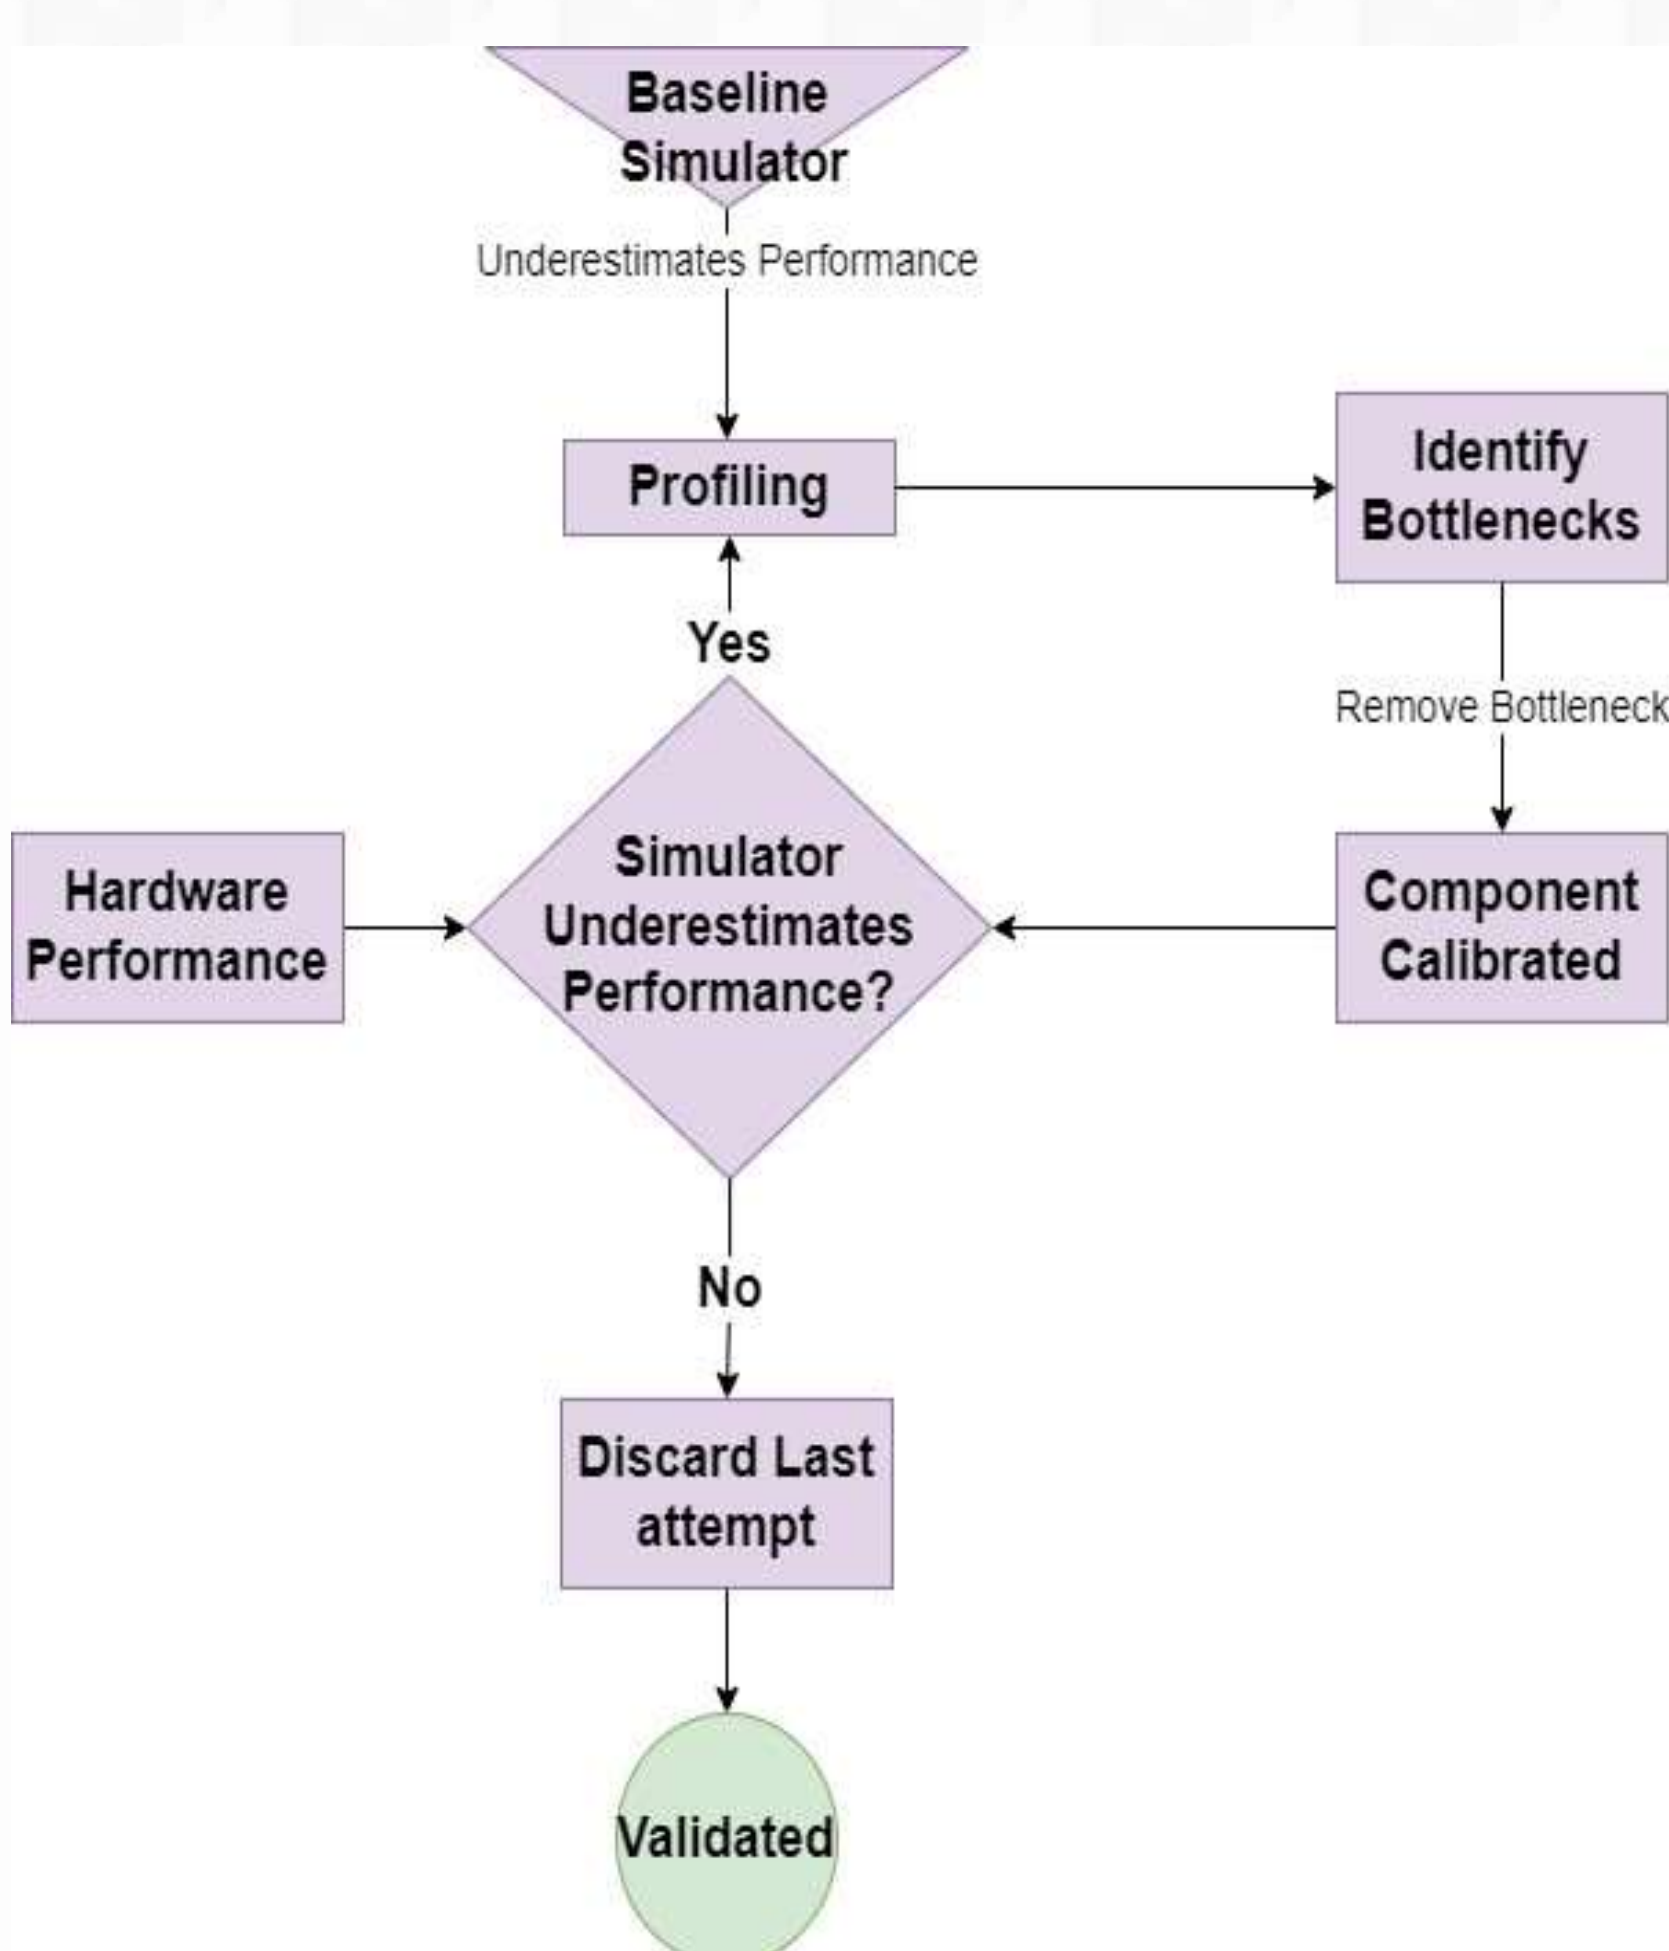 Baseline
Simulator
Underestimates Performance
Profiling
Identify
Bottlenecks
Yes
Remove Bottleneck
Simulator
Underestimates
Performance?
Hardware
Performance
Component
Calibrated
No
Discard Last
attempt
Validated